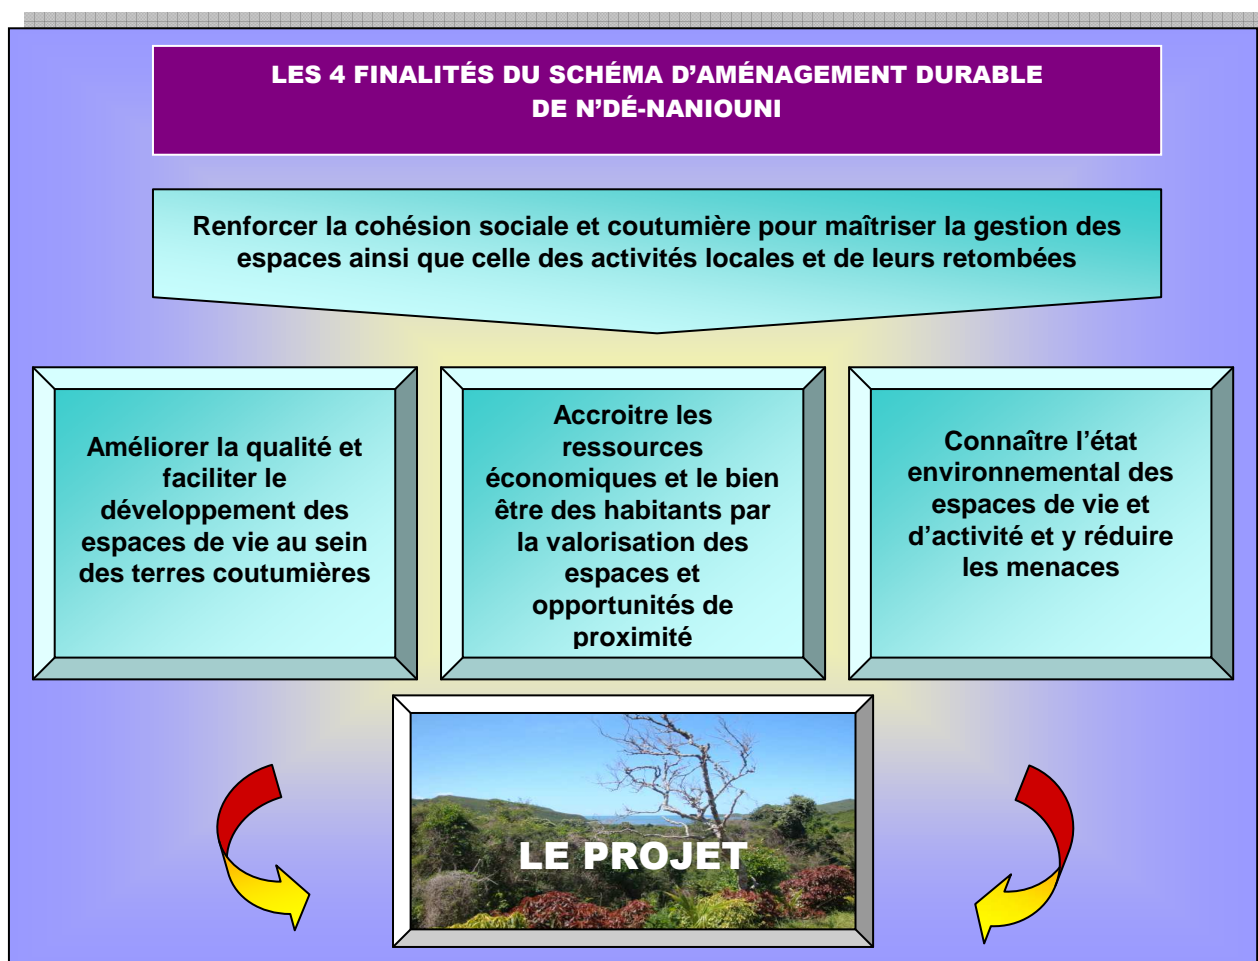 LES 4 FINALITÉS DU SCHÉMA D'AMÉNAGEMENT DURABLE
DE N'DÉ-NANIOUNI
Renforcer la cohésion sociale et coutumière pour maîtriser la gestion des
espaces ainsi que celle des activités locales et de leurs retombées
Améliorer la qualité et
faciliter le
développement des
espaces de vie au sein
des terres coutumières
Accroitre les
ressources
économiques et le bien
être des habitants par
la valorisation des
espaces et
opportunités de
proximité
Connaître l'état
environnemental des
espaces de vie et
d'activité et y réduire
les menaces
LE PROJET